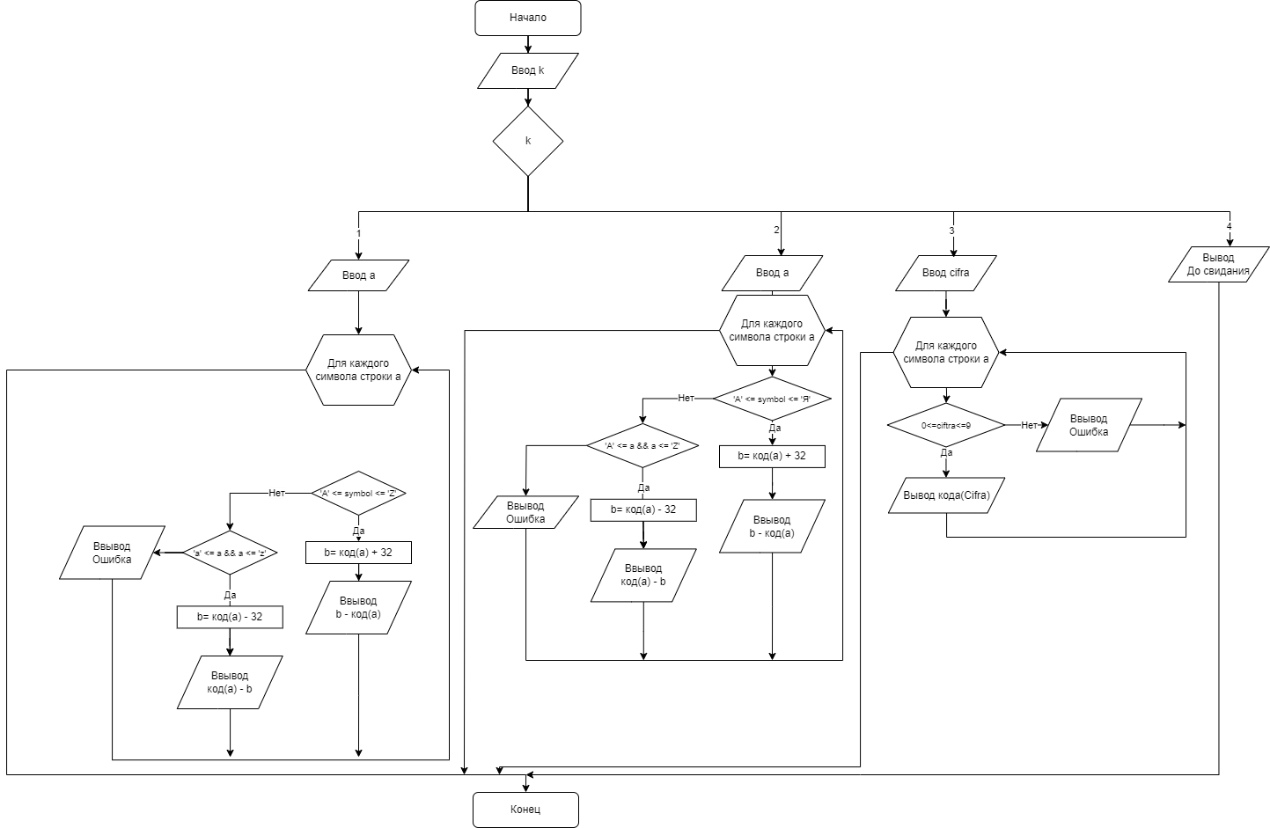 Начало
Ввод k
k
1
2
3
4
Ввод а
Ввод а
Ввод cifra
Вывод
До свидания
Для каждого
символа строки а
Для каждого
символа строки а
Для каждого
символа строки а
'A' <= symbol <= 'Z'
Нет
Да
'a' <= a && a <= 'z'
Ввывод
Ошибка
b= код(а) + 32
Да
Ввывод
b - код(а)
b= код(а) - 32
Ввывод
код(а) - b
'А' <= symbol <= 'Я'
Нет
Да
'A' <= a && a <= 'Z'
b= код(а) + 32
Да
Ввывод
Ошибка
b= код(а) - 32
Ввывод
b - код(а)
Ввывод
код(а) - b
0<=ciftra<=9
Нет
Ввывод
Ошибка
Да
Вывод кода(Cifra)
Конец